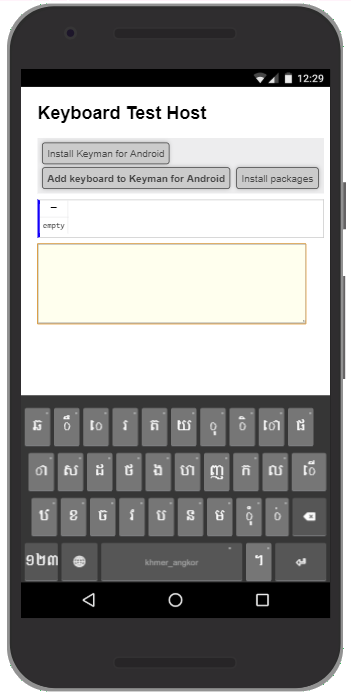 12:29
Keyboard Test Host
Install Keyman for Android
Add keyboard to Keyman for Android Install packages
–
empty
ឆ ឹ េ រ ត យ ុ ិ ោ ផ
ា ស ដ ថ ង ហ ញ ក ល ើ
ឋ ខ ច វ ប ន ម ុំ ់
១២៣ khmer_angkor ។